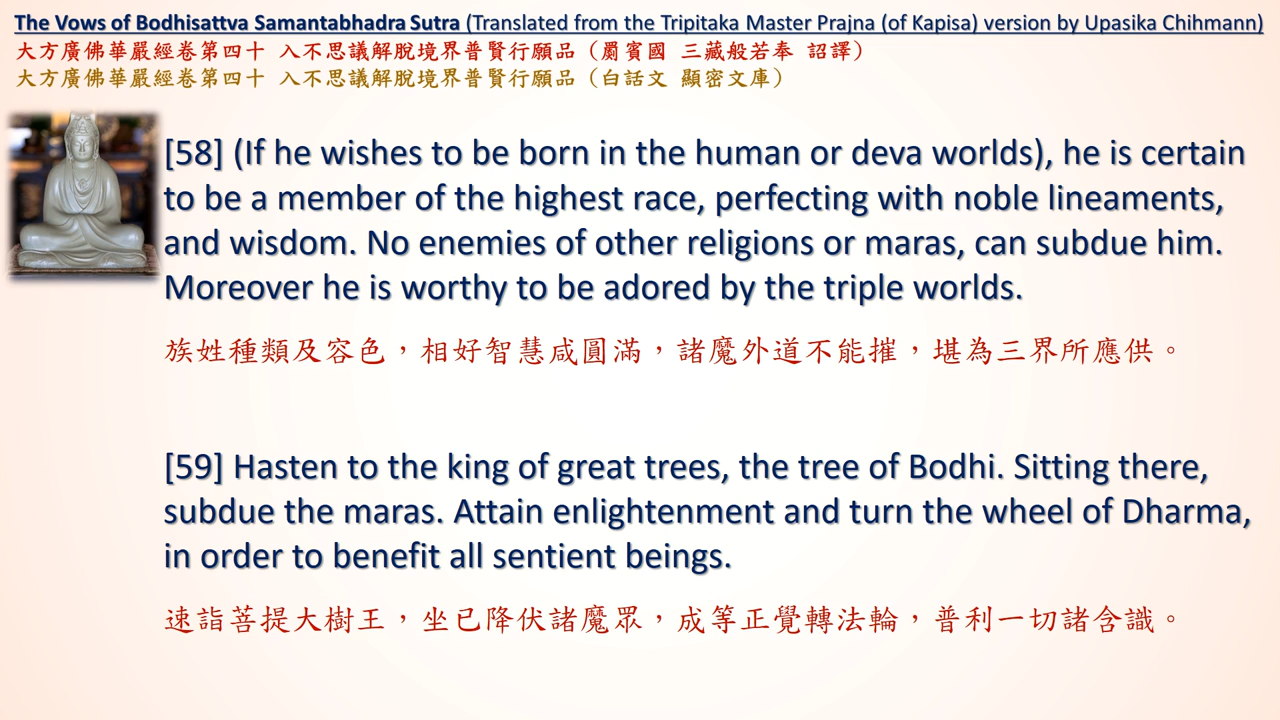 The Vows of Bodhisattva Samantabhadra Sutra (Translated from the Tripitaka Master Prajna (of Kapisa) version by Upasika Chihmann)
大方廣佛華嚴經卷第四十 入不思議解脫境界普賢行願品（罽賓國 三藏般若奉 詔譯）
大方廣佛華嚴經卷第四十 入不思議解脫境界普賢行願品（白話文 顯密文庫）
[58] (If he wishes to be born in the human or deva worlds), he is certain
to be a member of the highest race, perfecting with noble lineaments,
and wisdom. No enemies of other religions or maras, can subdue him.
Moreover he is worthy to be adored by the triple worlds.
族姓種類及容色，相好智慧咸圓滿，諸魔外道不能摧，堪為三界所應供。
[59] Hasten to the king of great trees, the tree of Bodhi. Sitting there,
subdue the maras. Attain enlightenment and turn the wheel of Dharma,
in order to benefit all sentient beings.
速詣菩提大樹王，坐已降伏諸魔眾，成等正覺轉法輪，普利一切諸含識。